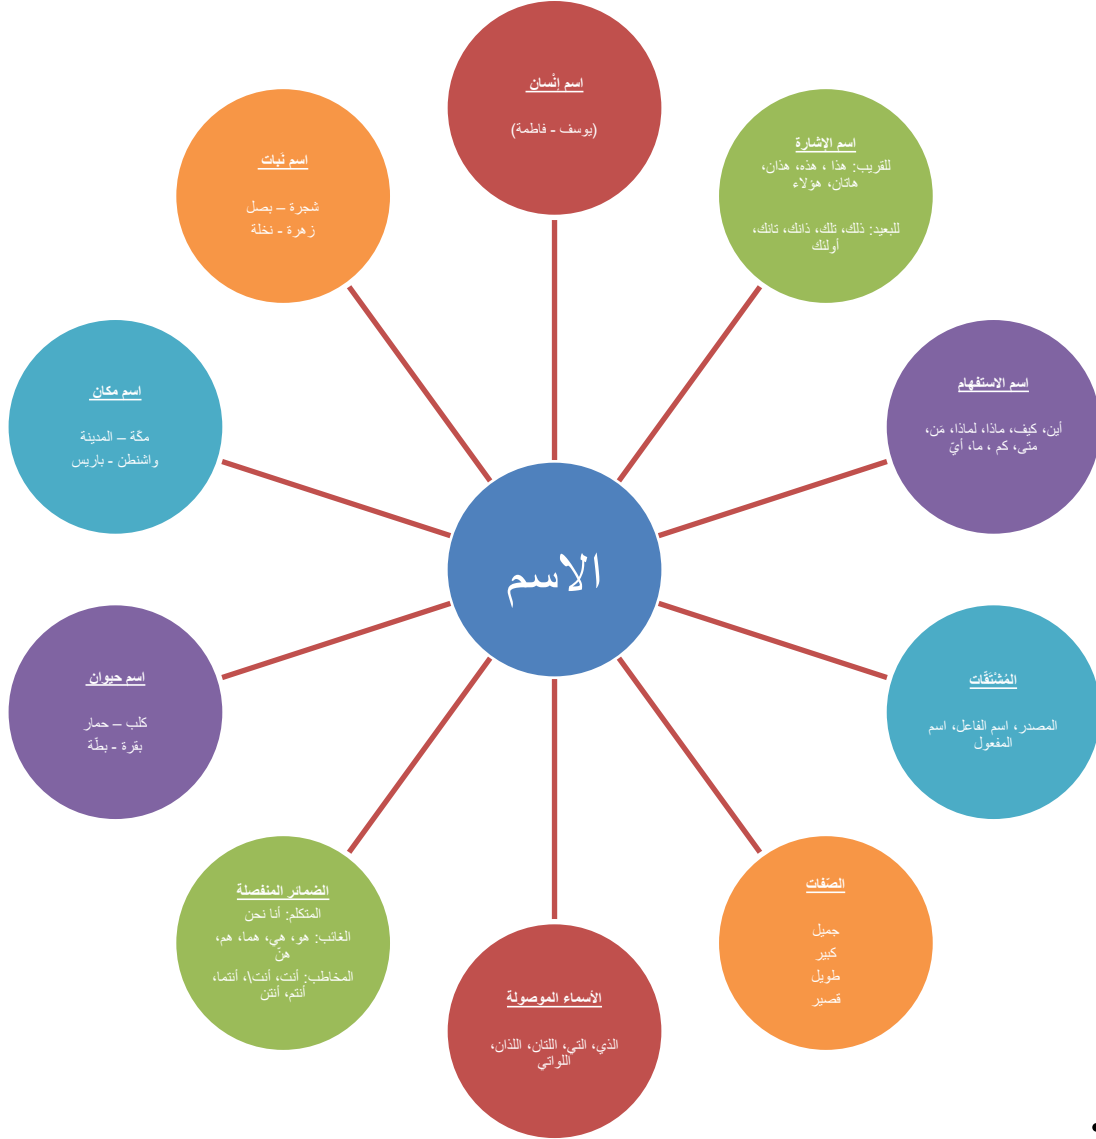 الاسم
اسم إنْسان
(يوسف - فاطمة)
اسم الإشارة
للقريب: هذا ، هذه، هذان،
هاتان، هؤلاء
للبعيد: ذلك، تلك، ذانك، تانك،
أولئك
اسم الاستفهام
أين، كيف، ماذا، لماذا، مَن،
متى، كم ، ما، أيّ
المُشْتَقَّات
المصدر، اسم الفاعل، اسم
المفعول
الصّفات
جميل
كبير
طويل
قصير
الأسماء الموصولة
الذي، التي، اللتان، اللذان،
اللواتي
الضمائر المنفصلة
المتكلم: أنا نحن
الغائب: هو، هي، هما، هم،
هنّ
المخاطب: أنت، أنت\، أنتما،
أنتم، أنتن
اسم حيوان
كلب – حمار
بقرة - بطّة
اسم مكان
مكّة – المدينة
واشنطن - باريس
اسم نَبات
شجرة – بصل
زهرة - نخلة